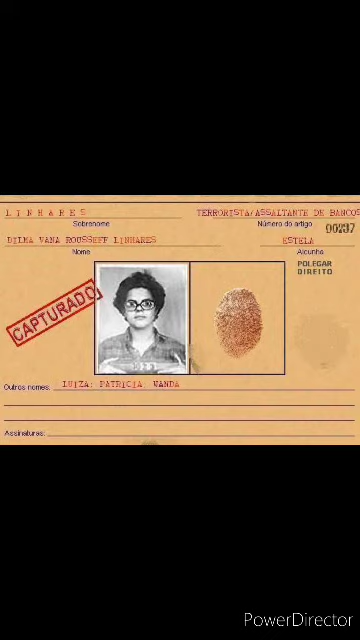 LINHARES
TERRORISTA/ASSALTANTE DE BANCOS
Sobrenome
Número do artigo
00297
DILMA VANA ROUSSEFF LINHARES
ESTELA
Nome
Alcunha
POLEGAR
DIREITO
CAPTURADO
Outros nomes:
LUIZA; PATRICIA, WANDA
Assinaturas:
PowerDirector